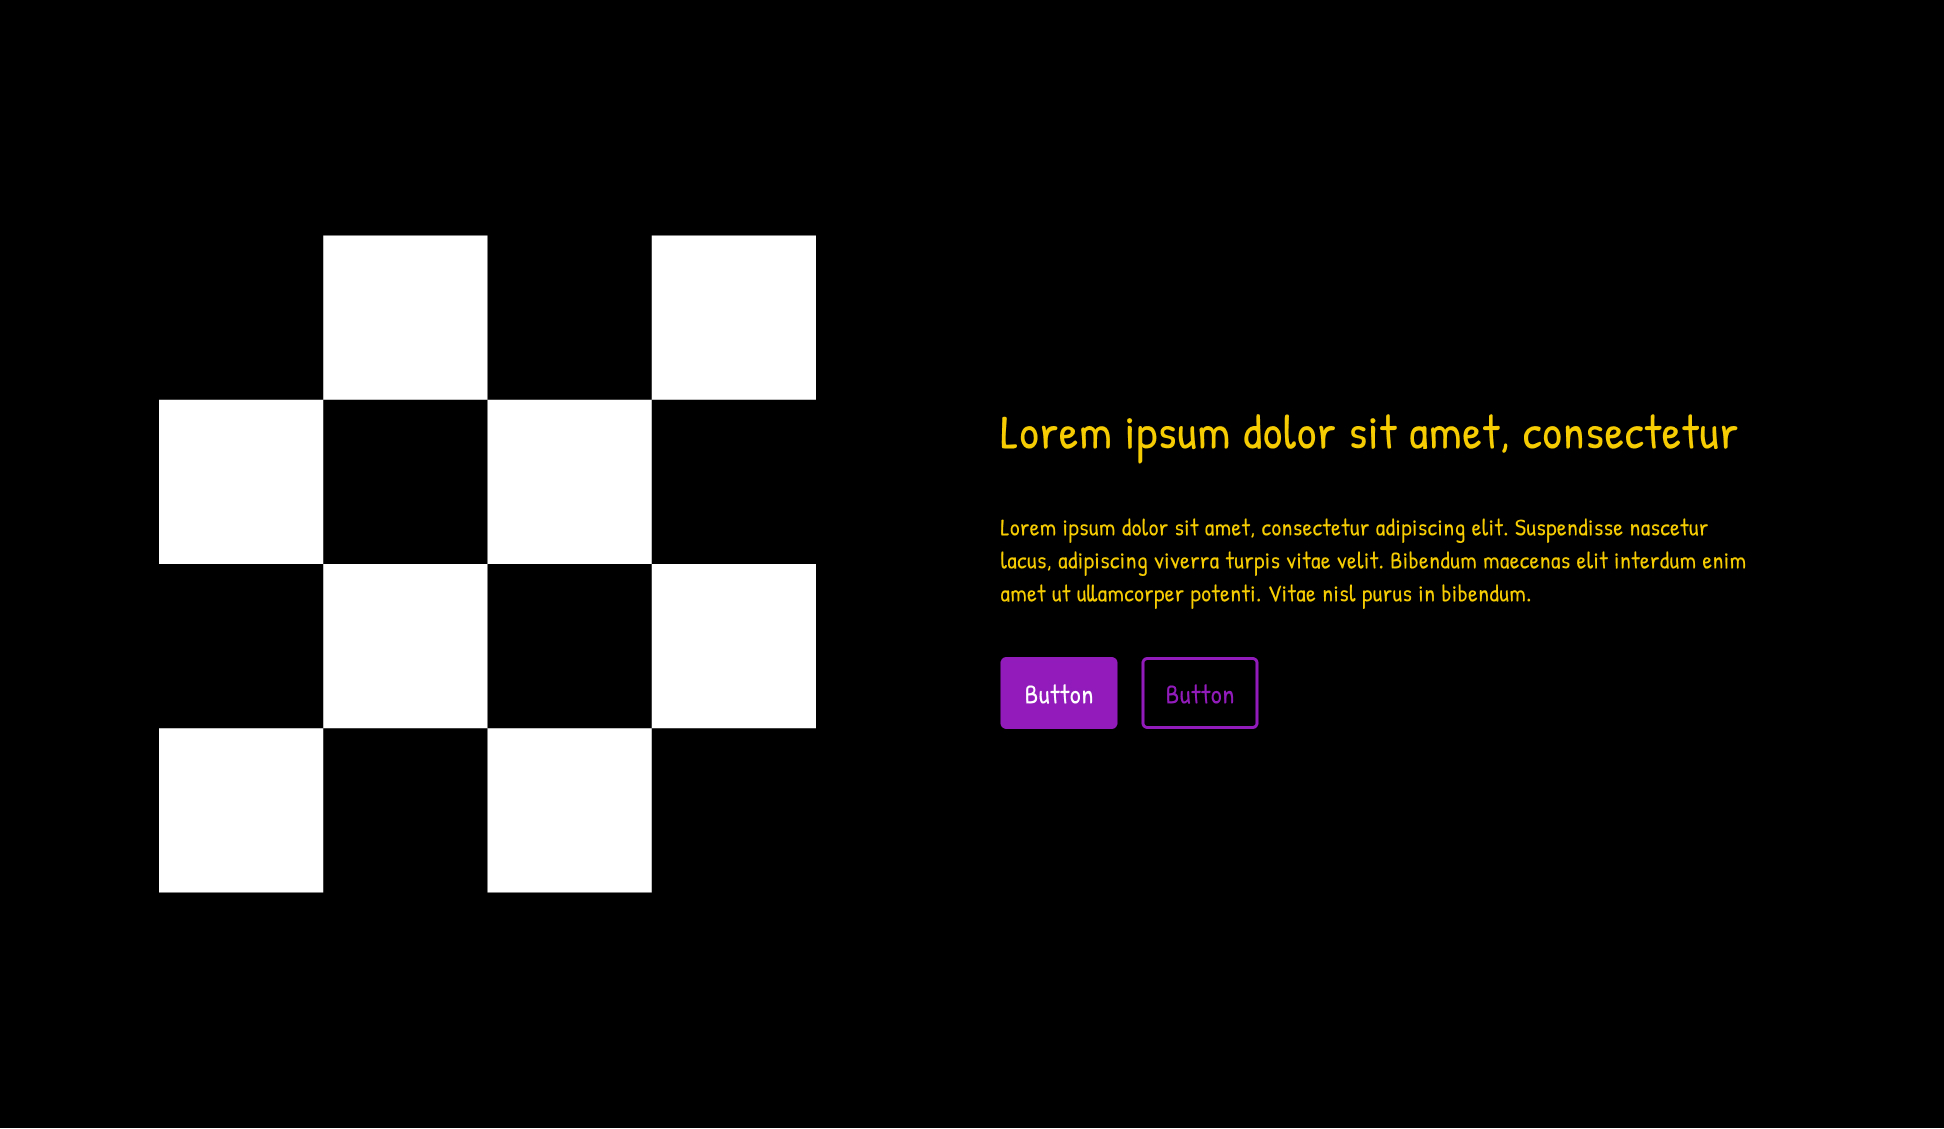 Lorem ipsum dolor sit amet, consectetur
Lorem ipsum dolor sit amet, consectetur adipiscing elit. Suspendisse nascetur
lacus, adipiscing viverra turpis vitae velit. Bibendum maecenas elit interdum enim
amet ut ullamcorper potenti. Vitae nisl purus in bibendum.
Button
Button